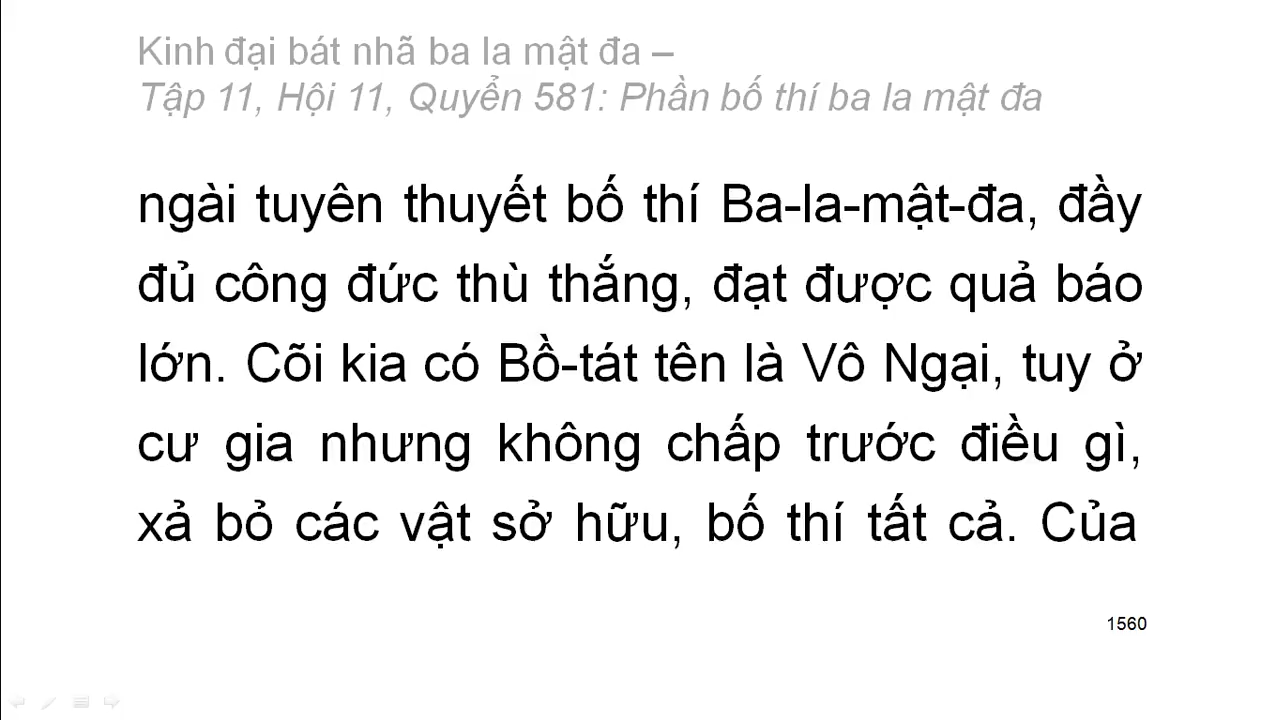 Kinh đại bát nhã ba la mật đa –
Tập 11, Hội 11, Quyển 581: Phần bố thí ba la mật đa
ngài tuyên thuyết bố thí Ba-la-mật-đa, đầy
đủ công đức thù thắng, đạt được quả báo
lớn. Cõi kia có Bồ-tát tên là Vô Ngại, tuy ở
cư gia nhưng không chấp trước điều gì,
xả bỏ các vật sở hữu, bố thí tất cả. Của
1560